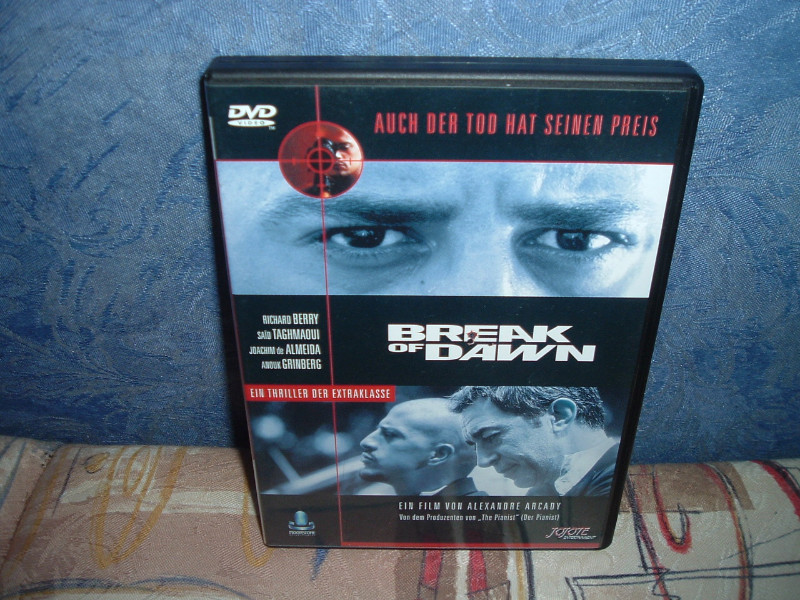 DVD
VIDEO
AUCH DER TOD HAT SEINEN PREIS
RICHARD BERRY
SAÏD TAGHMAOUI
JOACHIM de ALMEIDA
ANOUK GRINBERG
BREAK
OF DAWN
EIN THRILLER DER EXTRAKLASSE
EIN FILM VON ALEXANDRE ARCADY
Von dem Produzenten von „The Pianist" (Der Pianist)